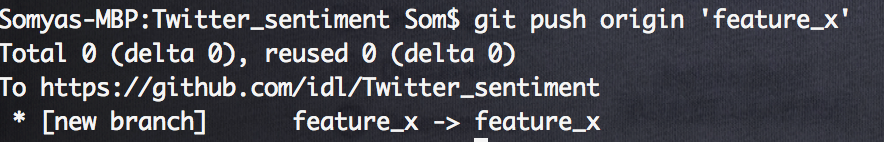 Somyas-MBP:Twitter_sentiment Som$ git push origin 'feature_x'
Total 0 (delta 0), reused 0 (delta 0)
To https://github.com/idl/Twitter_sentiment
 * [new branch]      feature_x -> feature_x